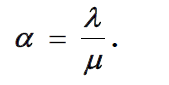 α = λ / μ .